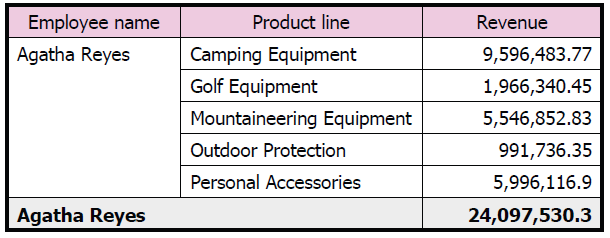 Employee name Product line Revenue
Agatha Reyes Camping Equipment 9,596,483.77
Golf Equipment 1,966,340.45
Mountaineering Equipment 5,546,852.83
Outdoor Protection 991,736.35
Personal Accessories 5,996,116.9
Agatha Reyes 24,097,530.3